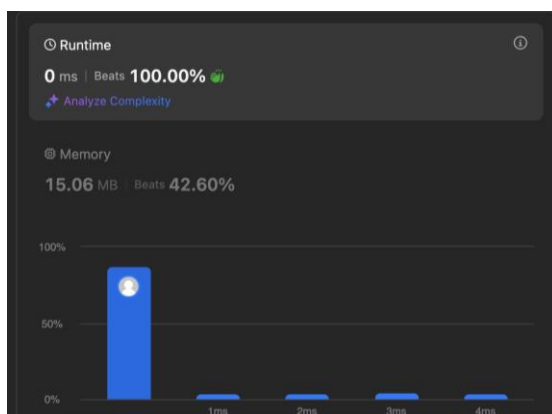 Runtime
0 ms | Beats 100.00%
Analyze Complexity
Memory
15.06 MB | Beats 42.60%
100%
50%
0%
1ms 2ms 3ms 4ms